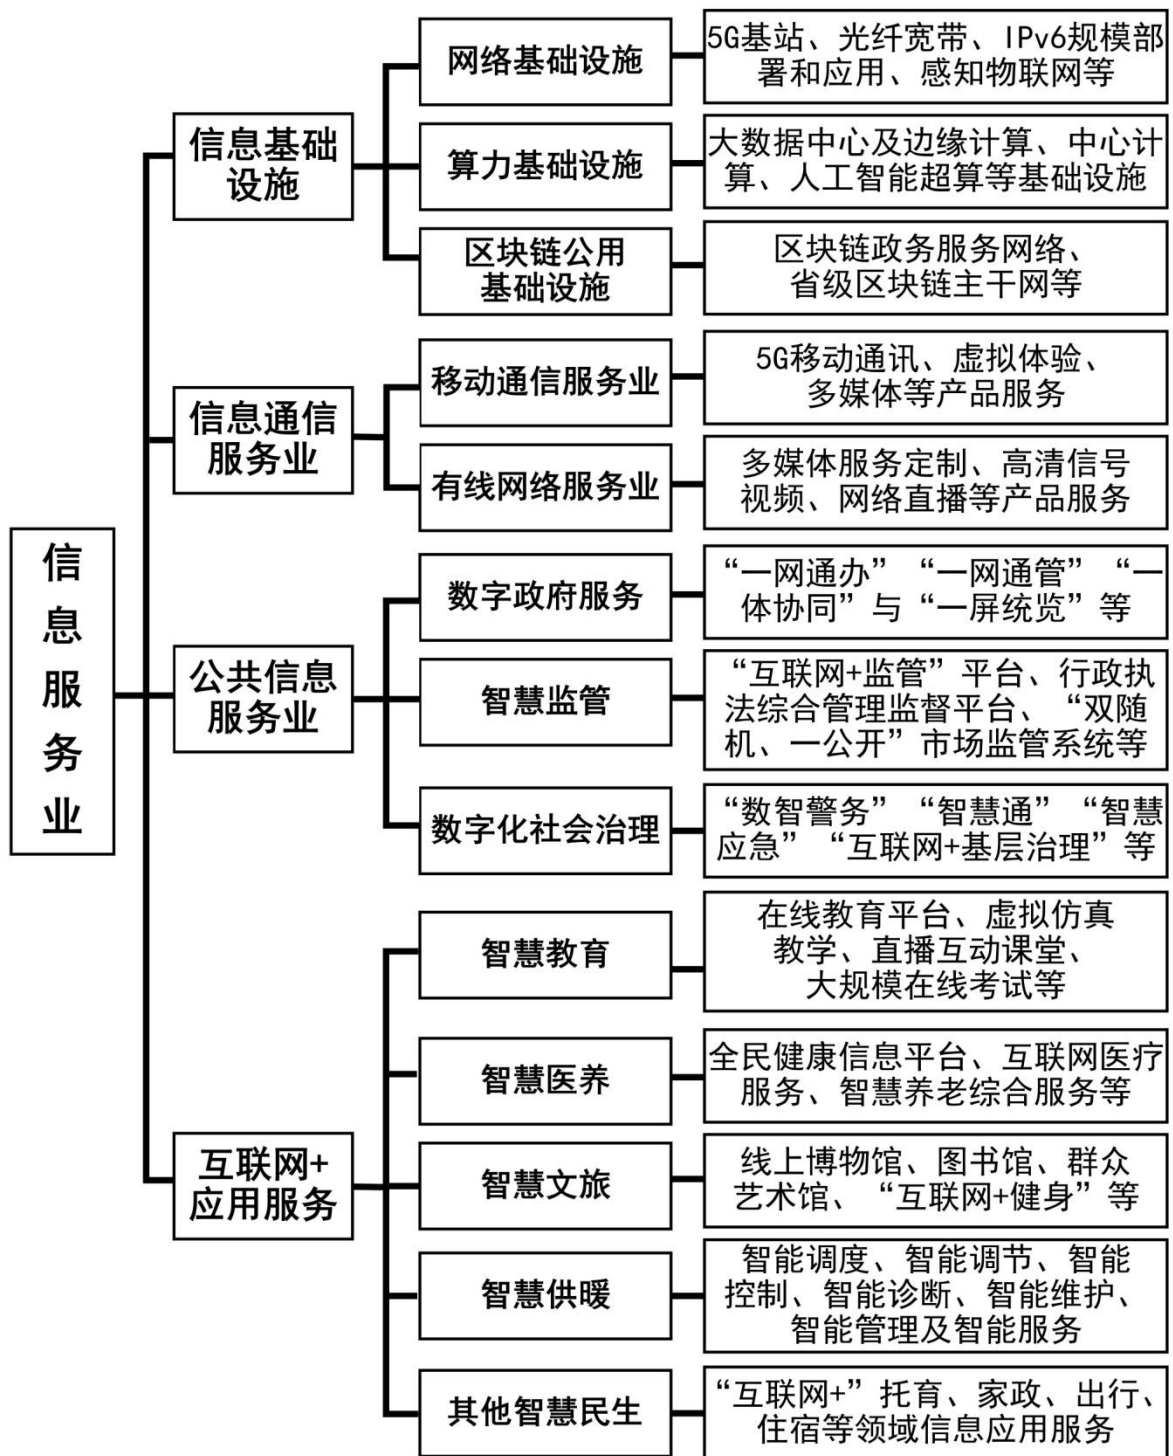 信息服务业
信息基础
设施
网络基础设施
5G基站、光纤宽带、IPv6规模部
署和应用、感知物联网等
算力基础设施
大数据中心及边缘计算、中心计
算、人工智能超算等基础设施
区块链公用
基础设施
区块链政务服务网络、
省级区块链主干网等
信息通信
服务业
移动通信服务业
5G移动通讯、虚拟体验、
多媒体等产品服务
有线网络服务业
多媒体服务定制、高清信号
视频、网络直播等产品服务
公共信息
服务业
数字政府服务
“一网通办”“一网通管”“一
体协同”与“一屏统览”等
智慧监管
“互联网+监管”平台、行政执
法综合管理监督平台、“双随
机、一公开”市场监管系统等
数字化社会治理
“数智警务”“智慧通”“智慧
应急”“互联网+基层治理”等
互联网+
应用服务
智慧教育
在线教育平台、虚拟仿真
教学、直播互动课堂、
大规模在线考试等
智慧医养
全民健康信息平台、互联网医疗
服务、智慧养老综合服务等
智慧文旅
线上博物馆、图书馆、群众
艺术馆、“互联网+健身”等
智慧供暖
智能调度、智能调节、智能
控制、智能诊断、智能维护、
智能管理及智能服务
其他智慧民生
“互联网+”托育、家政、出行、
住宿等领域信息应用服务